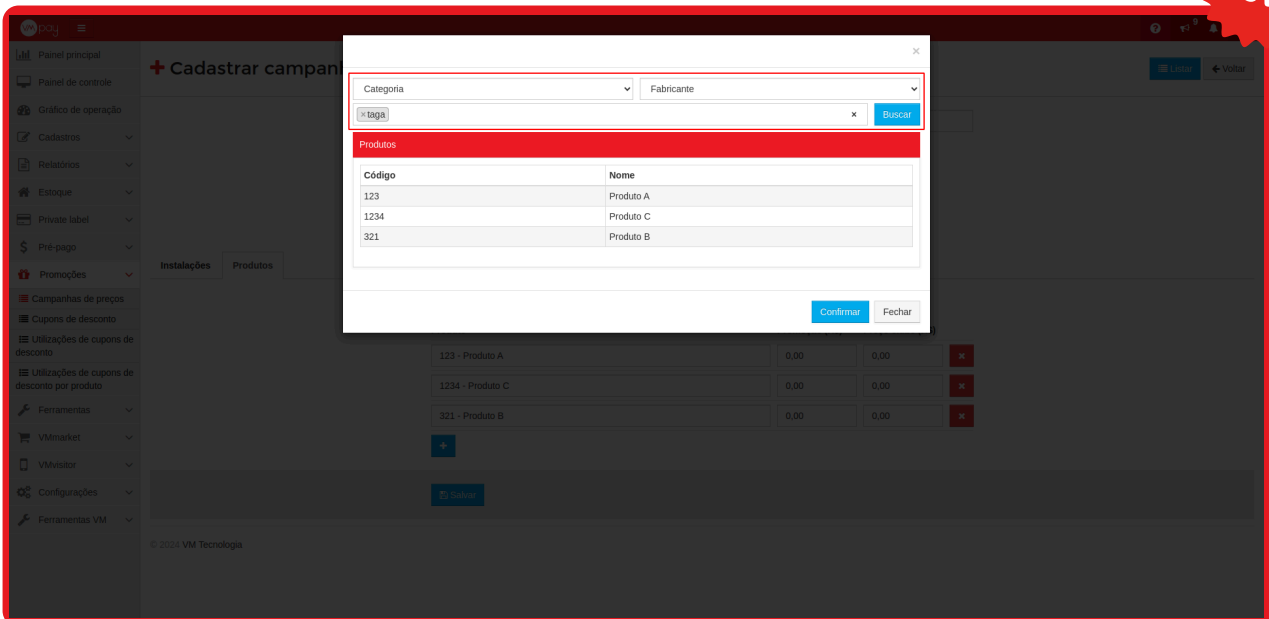 VM pay
9
Painel principal
+ Cadastrar campanh
Listar
Voltar
Painel de controle
Gráfico de operação
Cadastros
Relatórios
Estoque
Private label
Pré-pago
Promoções
Campanhas de preços
Cupons de desconto
Utilizações de cupons de
desconto
Utilizações de cupons de
desconto por produto
Ferramentas
VMmarket
VMvisitor
Configurações
Ferramentas VM
×
Categoria
Fabricante
× taga
×
Buscar
Produtos
Código Nome
123 Produto A
1234 Produto C
321 Produto B
Confirmar
Fechar
Instalações Produtos
123 - Produto A 0,00 0,00
1234 - Produto C 0,00 0,00
321 - Produto B 0,00 0,00
+
Salvar
© 2024 VM Tecnologia